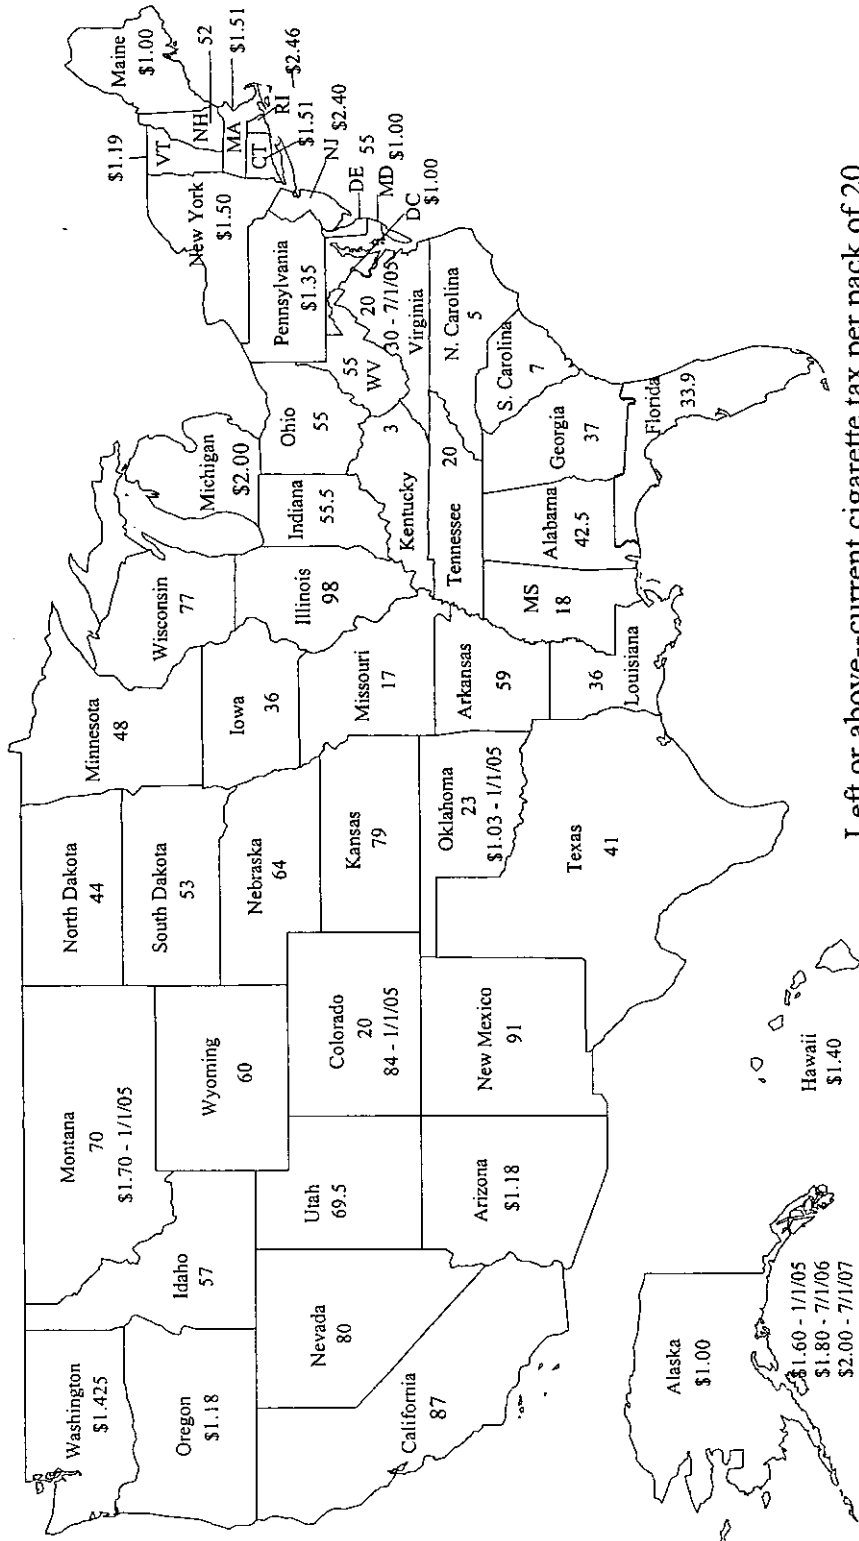 Washington
$1.425
Oregon
$1.18
California
87
Nevada
80
Idaho
57
Montana
70
$1.70 - 1/1/05
Wyoming
60
Utah
69.5
Arizona
$1.18
Colorado
20
84 - 1/1/05
New Mexico
91
North Dakota
44
South Dakota
53
Nebraska
64
Kansas
79
Oklahoma
23
$1.03 - 1/1/05
Texas
41
Minnesota
48
Iowa
36
Missouri
17
Arkansas
59
36
Louisiana
Wisconsin
77
Illinois
98
Michigan
$2.00
Indiana
55.5
Ohio
55
Kentucky
3
Tennessee
20
MS
18
Alabama
42.5
Georgia
37
Florida
33.9
S. Carolina
7
N. Carolina
5
20
30 - 7/1/05
Virginia
55
WV
Pennsylvania
$1.35
New York
$1.50
$1.19
VT
NH
52
Maine
$1.00
MA
$1.51
RI
$2.46
CT
$1.51
NJ
$2.40
DE
55
MD
$1.00
DC
$1.00
Alaska
$1.00
$1.60 - 1/1/05
$1.80 - 7/1/06
$2.00 - 7/1/07
Hawaii
$1.40
Left or above--current cigarette tax per pack of 20